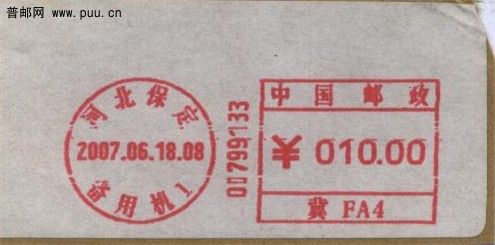 普邮网 www.puu.cn
河北保定
2007.06.18.08
备用机1
00799133
中国邮政
¥ 010.00
冀 FA4